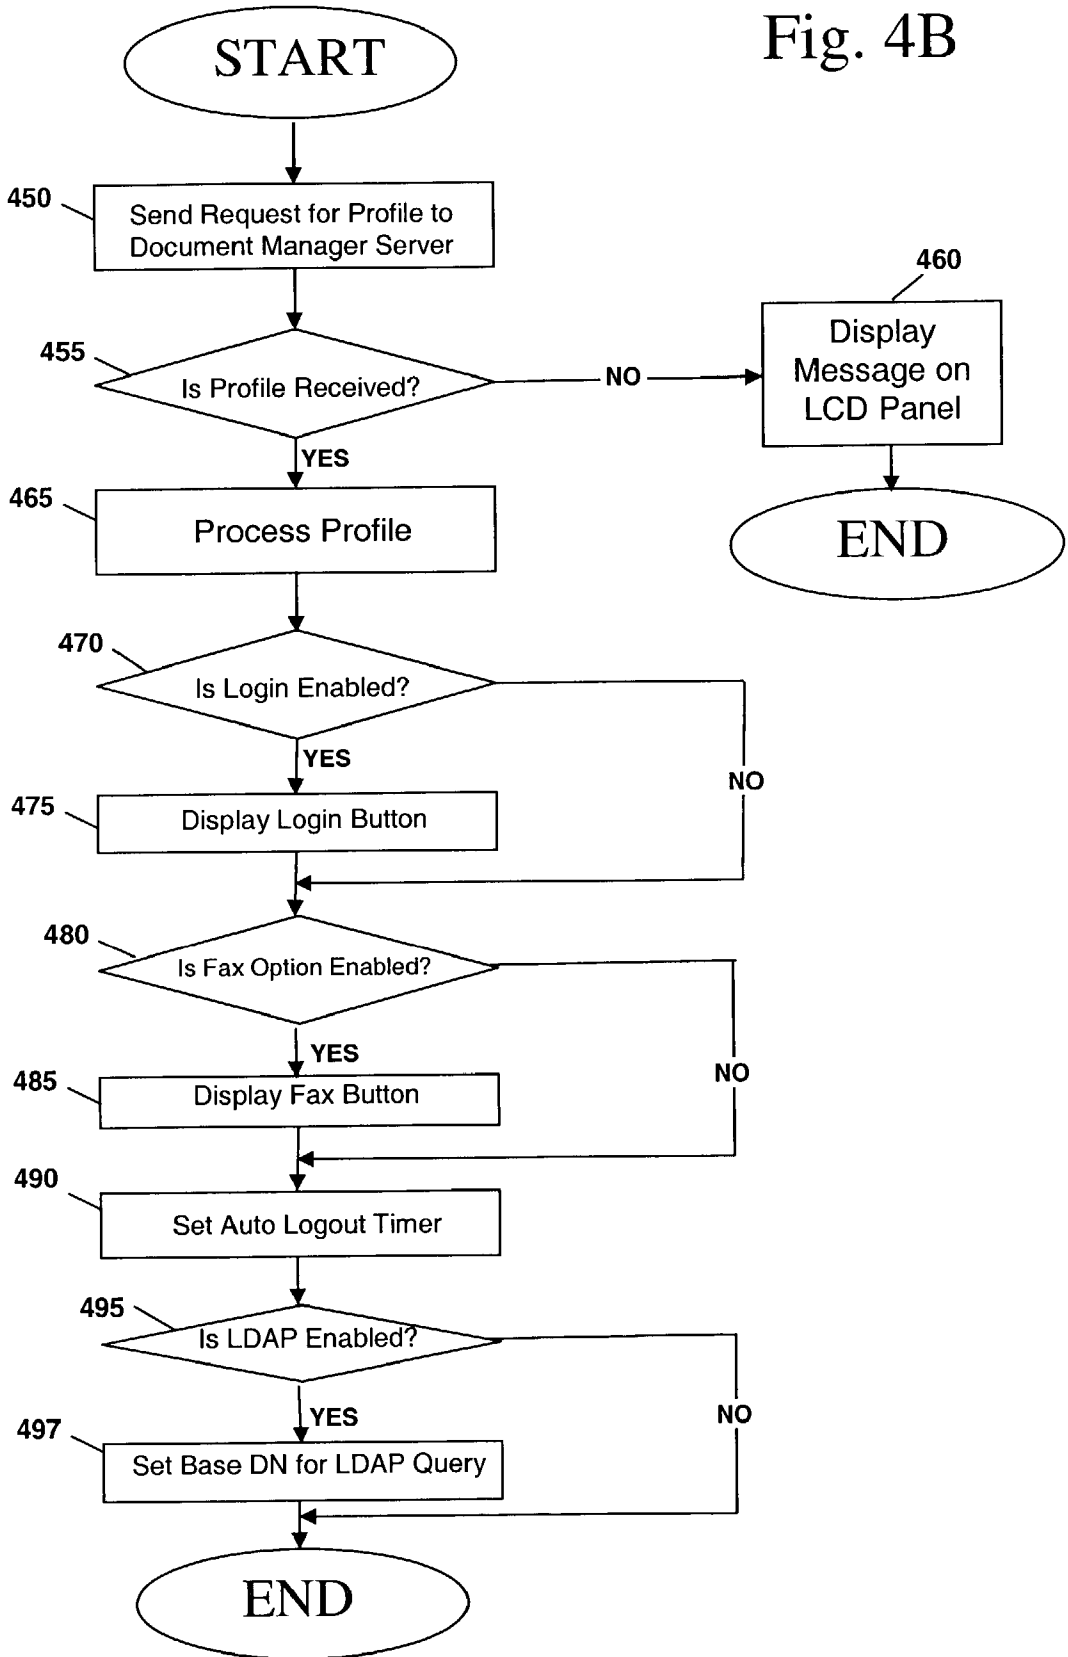 START
Fig. 4B
450
Send Request for Profile to
Document Manager Server
460
Display
Message on
LCD Panel
455
Is Profile Received?
NO
YES
END
465
Process Profile
470
Is Login Enabled?
YES
NO
475
Display Login Button
480
Is Fax Option Enabled?
YES
NO
485
Display Fax Button
490
Set Auto Logout Timer
495
Is LDAP Enabled?
YES
NO
497
Set Base DN for LDAP Query
END